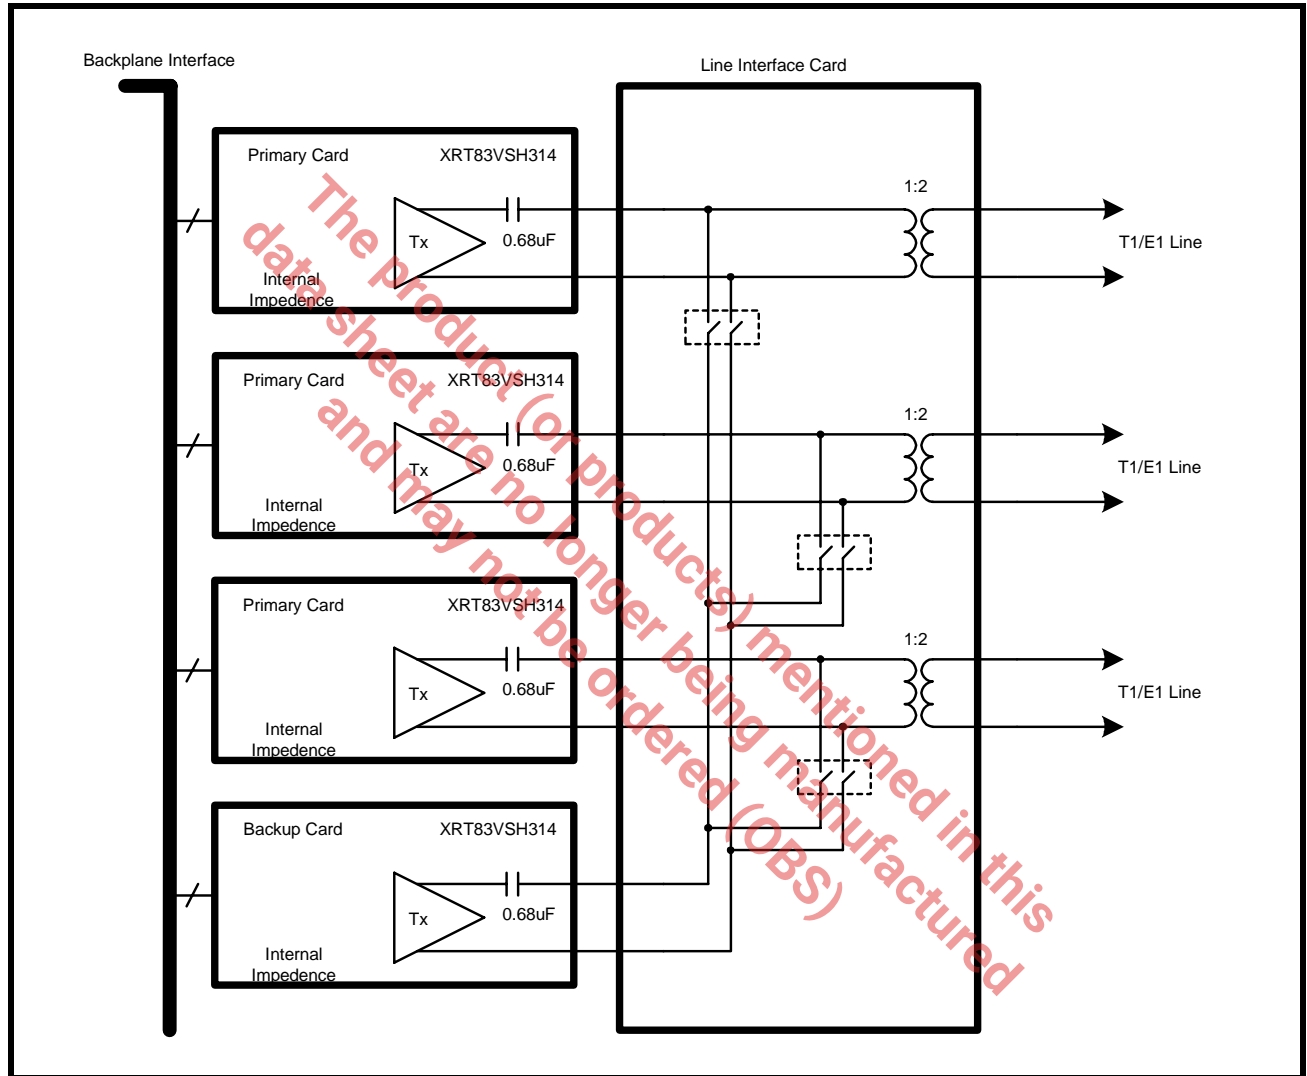 Backplane Interface
Line Interface Card
Primary Card
XRT83VSH314
Tx
0.68uF
Internal
Impedence
1:2
T1/E1 Line
Primary Card
XRT83VSH314
Tx
0.68uF
Internal
Impedence
1:2
T1/E1 Line
Primary Card
XRT83VSH314
Tx
0.68uF
Internal
Impedence
1:2
T1/E1 Line
Backup Card
XRT83VSH314
Tx
0.68uF
Internal
Impedence
The product (or products) mentioned in this
data sheet are no longer being manufactured
and may not be ordered (OBS)